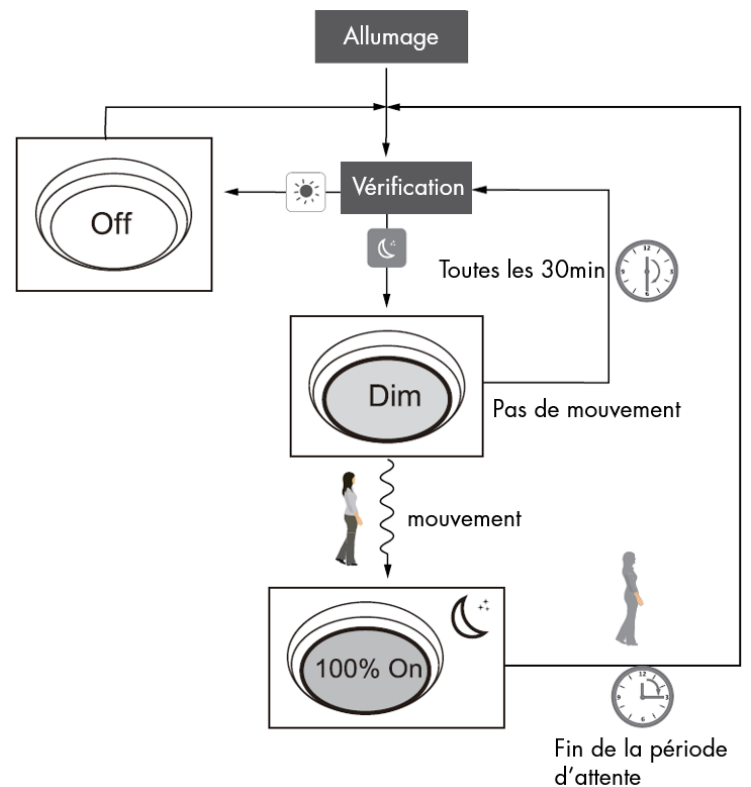 Allumage
Vérification
Off
Toutes les 30min
Dim
Pas de mouvement
mouvement
100% On
Fin de la période
d'attente